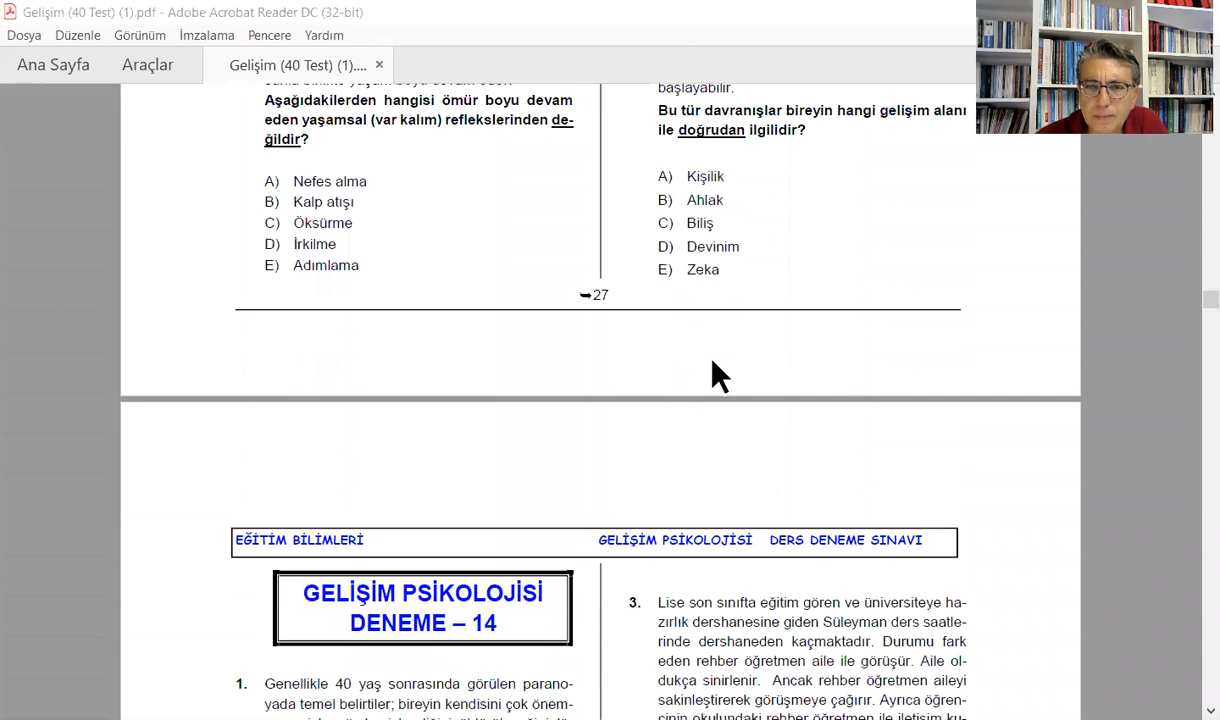 Gelişim (40 Test) (1).pdf - Adobe Acrobat Reader DC (32-bit)
Dosya Düzenle Görünüm İmzalama Pencere Yardım
Ana Sayfa Araçlar Gelişim (40 Test) (1).... ×
Aşağıdakilerden hangisi ömür boyu devam
eden yaşamsal (var kalım) reflekslerinden de-
ğildir?
A) Nefes alma
B) Kalp atışı
C) Öksürme
D) İrkilme
E) Adımlama
başlayabilir.
Bu tür davranışlar bireyin hangi gelişim alanı
ile doğrudan ilgilidir?
A) Kişilik
B) Ahlak
C) Biliş
D) Devinim
E) Zeka
➥27
EĞİTİM BİLİMLERİ GELİŞİM PSİKOLOJİSİ DERS DENEME SINAVI
GELİŞİM PSİKOLOJİSİ
DENEME – 14
1. Genellikle 40 yaş sonrasında görülen parano-
yada temel belirtiler; bireyin kendisini çok önem-
3. Lise son sınıfta eğitim gören ve üniversiteye ha-
zırlık dershanesine giden Süleyman ders saatle-
rinde dershaneden kaçmaktadır. Durumu fark
eden rehber öğretmen aile ile görüşür. Aile ol-
dukça sinirlenir. Ancak rehber öğretmen aileyi
sakinleştirerek görüşmeye çağırır. Ayrıca öğren-
cinin okulundaki rehber öğretmen ile iletişim ku-